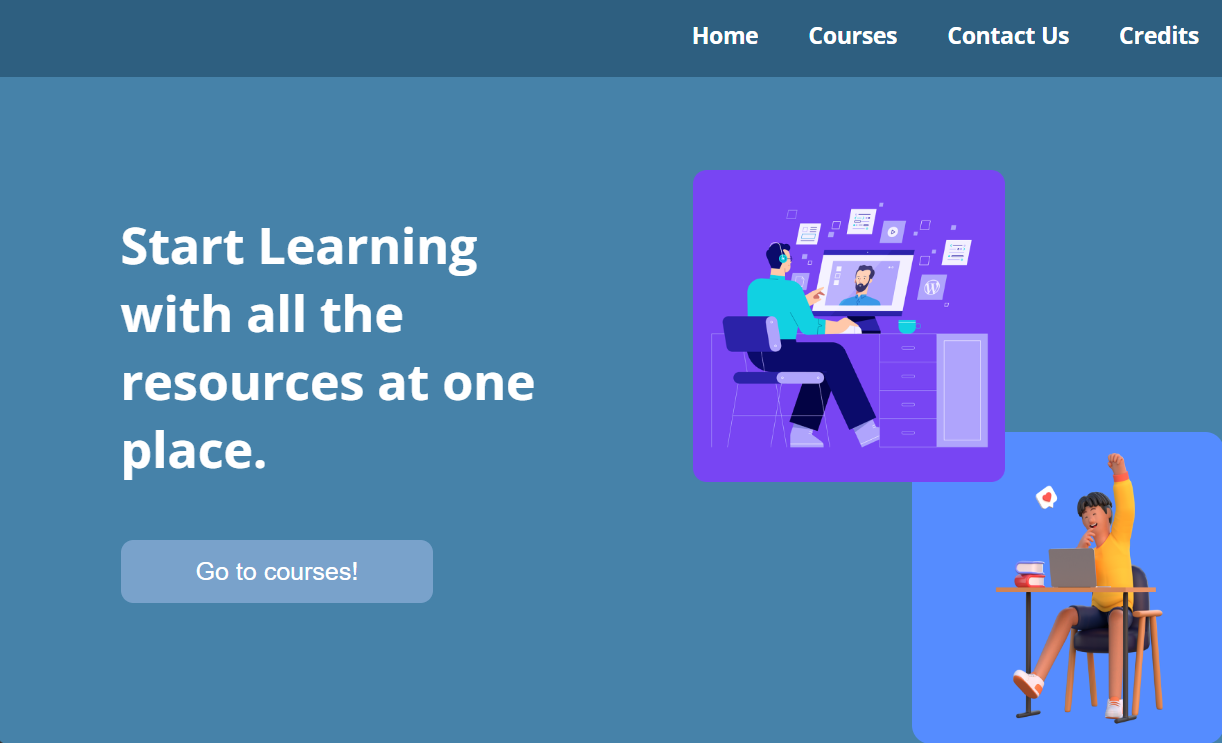 Home Courses Contact Us Credits
Start Learning
with all the
resources at one
place.
Go to courses!